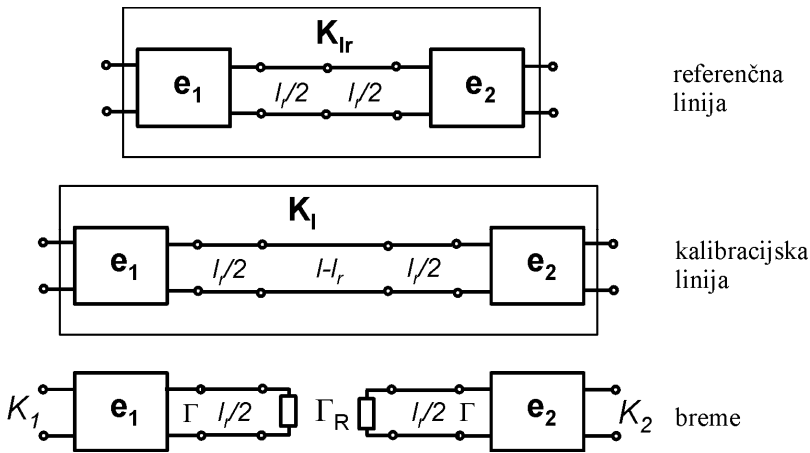 K_lr
e_1 l_r/2 l_r/2 e_2
referenčna
linija
K_l
e_1 l_r/2 l-l_r l_r/2 e_2
kalibracijska
linija
K_1 e_1 Γ l_r/2 Γ_R l_r/2 Γ e_2 K_2 breme